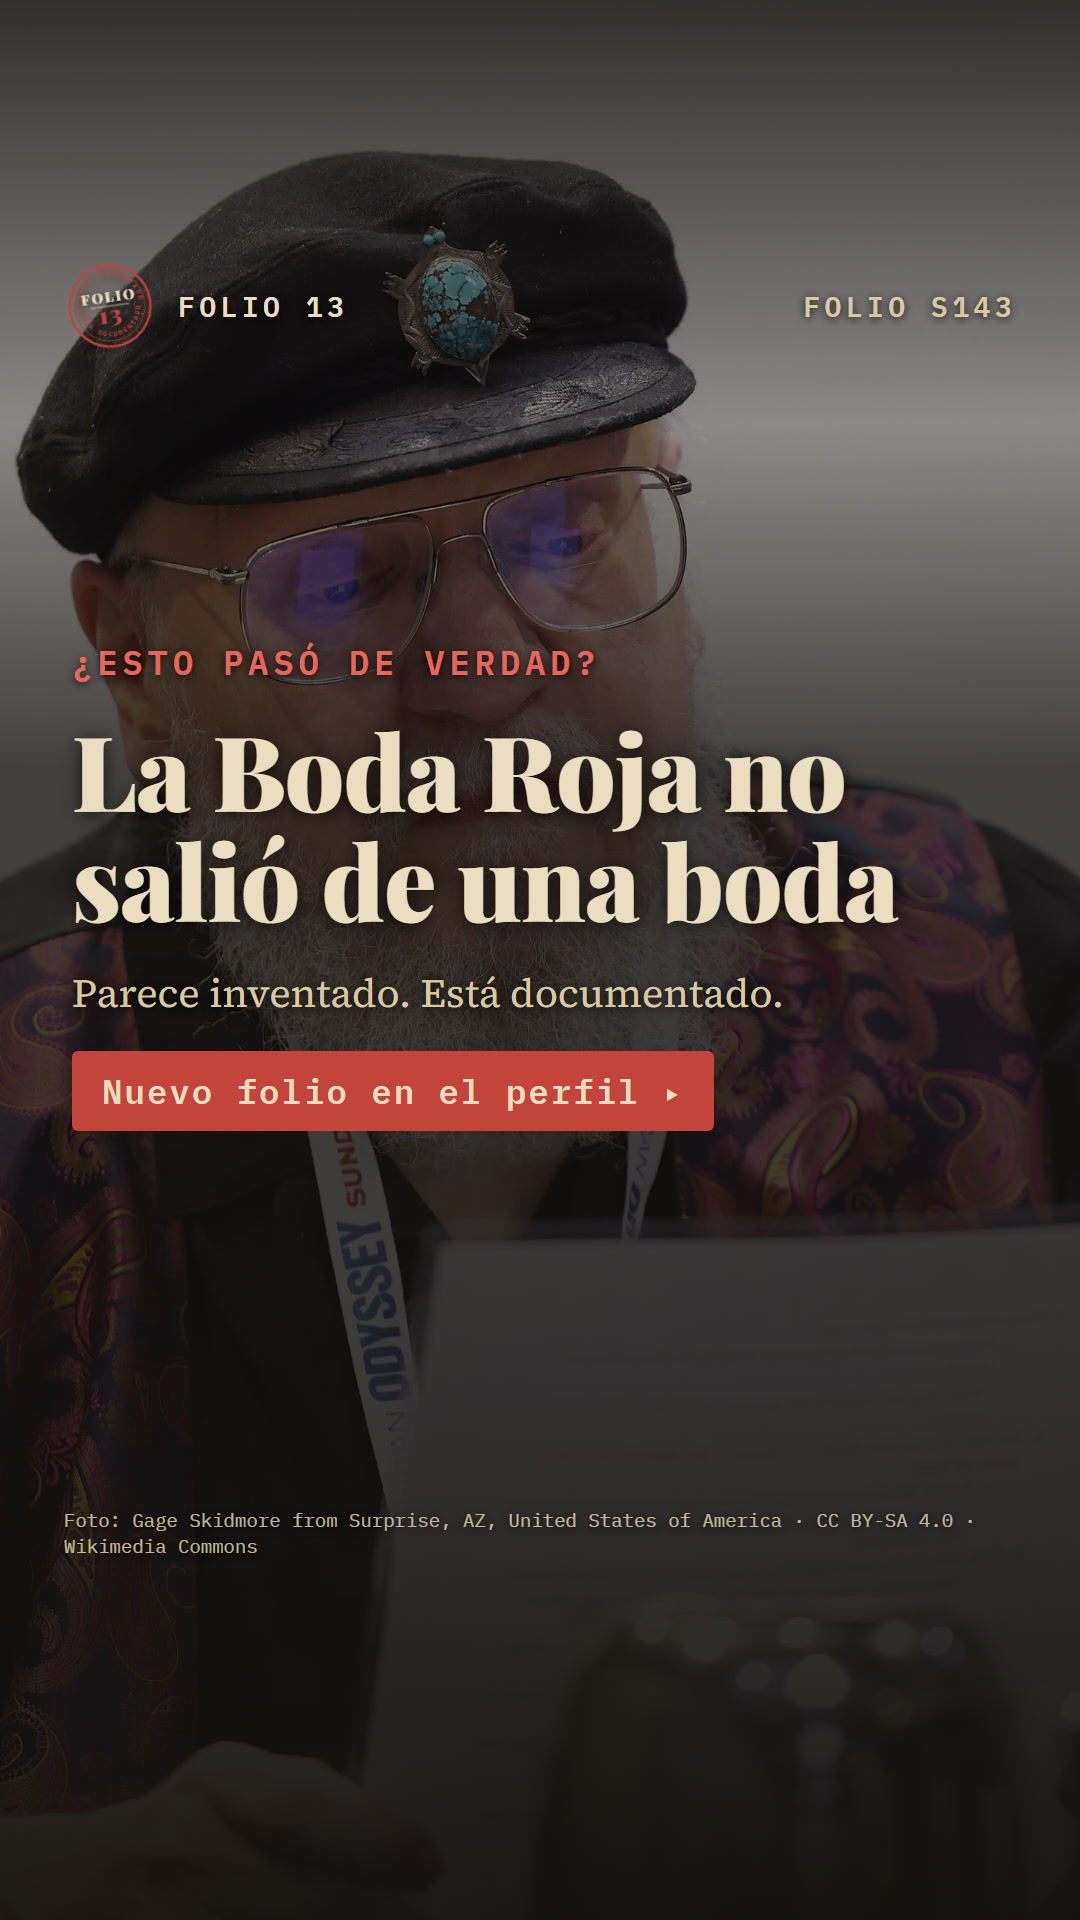 FOLIO
13
DOCUMENTADO
FOLIO 13
FOLIO S143
¿ESTO PASÓ DE VERDAD?
La Boda Roja no
salió de una boda
Parece inventado. Está documentado.
Nuevo folio en el perfil ▸
SUND
ODYSSEY
Foto: Gage Skidmore from Surprise, AZ, United States of America · CC BY-SA 4.0 ·
Wikimedia Commons